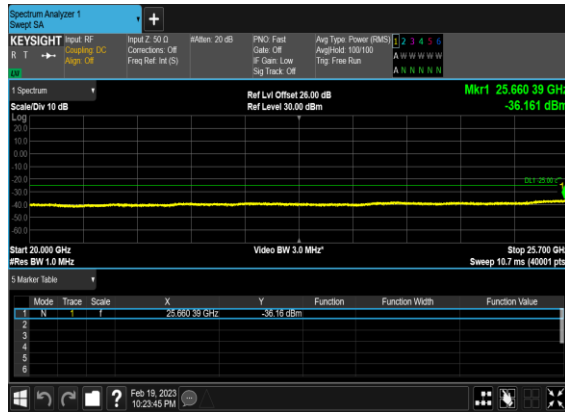 Spectrum Analyzer 1
Swept SA
+
KEYSIGHT Input: RF Input Z: 50 Ω #Atten: 20 dB PNO: Fast Avg Type: Power (RMS) 1 2 3 4 5 6
R T Coupling: DC Corrections: Off Gate: Off Avg|Hold: 100/100 A W W W W W
Align: Off Freq Ref: Int (S) IF Gain: Low Trig: Free Run
LU Sig Track: Off A N N N N N
1 Spectrum Ref Lvl Offset 26.00 dB Mkr1 25.660 39 GHz
Scale/Div 10 dB Ref Level 30.00 dBm -36.161 dBm
Log
20.0
10.0
0.00
-10.0
-20.0
DL1 -25.00
-30.0
-40.0
-50.0
-60.0
Start 20.000 GHz Video BW 3.0 MHz* Stop 25.700 GH
#Res BW 1.0 MHz Sweep 10.7 ms (40001 pts
5 Marker Table
Mode Trace Scale X Y Function Function Width Function Value
1 N 1 f 25.660 39 GHz -36.16 dBm
2
3
4
5
6
? Feb 19, 2023
10:23:45 PM